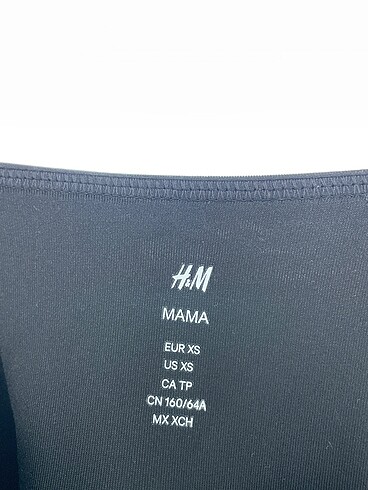 H&M
MAMA
EUR XS
US XS
CA TP
CN 160/64A
MX XCH